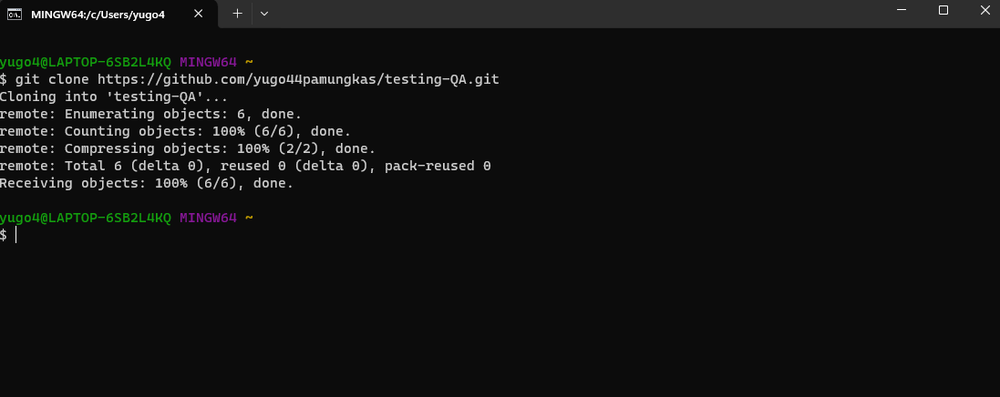 MINGW64:/c/Users/yugo4
yugo4@LAPTOP-6SB2L4KQ MINGW64 ~
$ git clone https://github.com/yugo44pamungkas/testing-QA.git
Cloning into 'testing-QA'...
remote: Enumerating objects: 6, done.
remote: Counting objects: 100% (6/6), done.
remote: Compressing objects: 100% (2/2), done.
remote: Total 6 (delta 0), reused 0 (delta 0), pack-reused 0
Receiving objects: 100% (6/6), done.
yugo4@LAPTOP-6SB2L4KQ MINGW64 ~
$